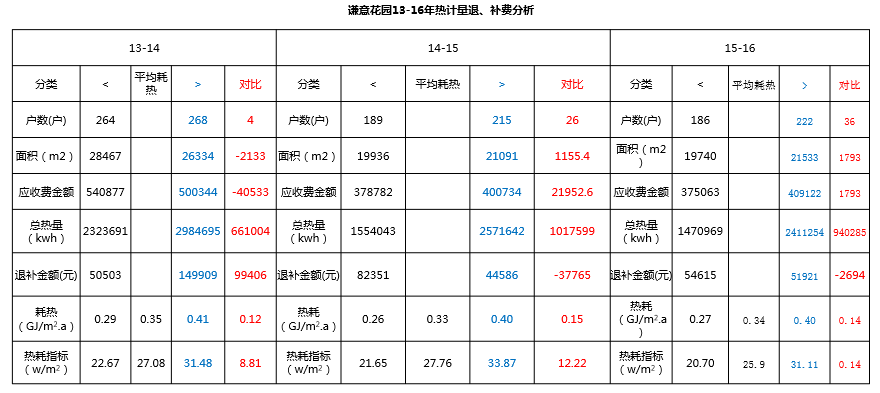 谦意花园13-16年热计量退、补费分析
13-14 14-15 15-16
分类 < 平均耗热 > 对比 分类 < 平均耗热 > 对比 分类 < 平均耗热 > 对比
户数(户) 264 268 4 户数(户) 189 215 26 户数(户) 186 222 36
面积（m2） 28467 26334 -2133 面积（m2） 19936 21091 1155.4 面积（m2） 19740 21533 1793
应收费金额 540877 500344 -40533 应收费金额 378782 400734 21952.6 应收费金额 375063 409122 1793
总热量（kwh） 2323691 2984695 661004 总热量（kwh） 1554043 2571642 1017599 总热量（kwh） 1470969 2411254 940285
退补金额(元) 50503 149909 99406 退补金额(元) 82351 44586 -37765 退补金额(元) 54615 51921 -2694
耗热（GJ/m².a） 0.29 0.35 0.41 0.12 热耗（GJ/m².a） 0.26 0.33 0.40 0.15 热耗（GJ/m².a） 0.27 0.34 0.40 0.14
热耗指标（w/m²） 22.67 27.08 31.48 8.81 热耗指标（w/m²） 21.65 27.76 33.87 12.22 热耗指标（w/m²） 20.70 25.9 31.11 0.14